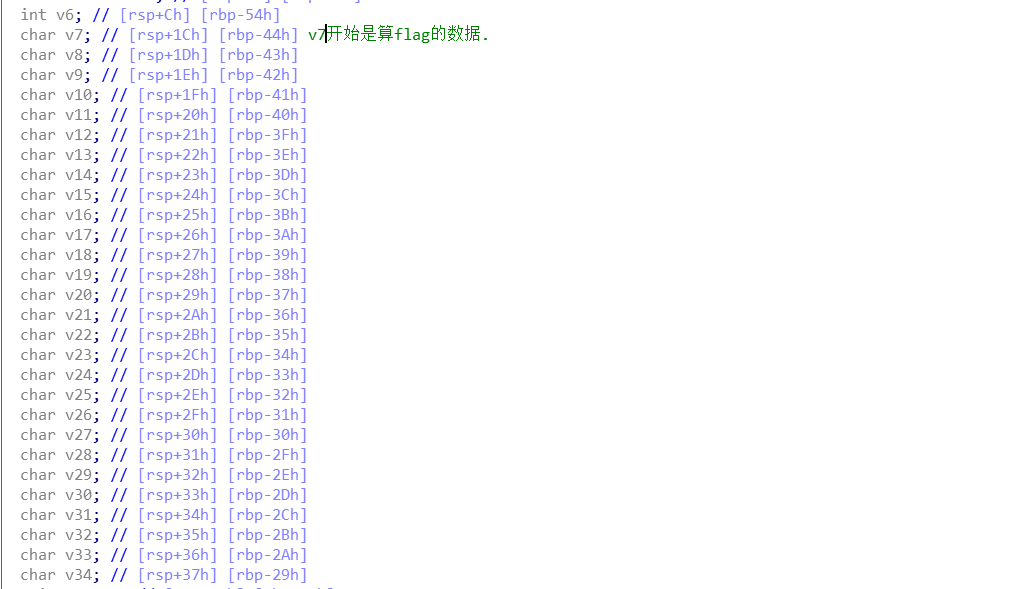 int v6; // [rsp+Ch] [rbp-54h]
char v7; // [rsp+1Ch] [rbp-44h] v7开始是算flag的数据.
char v8; // [rsp+1Dh] [rbp-43h]
char v9; // [rsp+1Eh] [rbp-42h]
char v10; // [rsp+1Fh] [rbp-41h]
char v11; // [rsp+20h] [rbp-40h]
char v12; // [rsp+21h] [rbp-3Fh]
char v13; // [rsp+22h] [rbp-3Eh]
char v14; // [rsp+23h] [rbp-3Dh]
char v15; // [rsp+24h] [rbp-3Ch]
char v16; // [rsp+25h] [rbp-3Bh]
char v17; // [rsp+26h] [rbp-3Ah]
char v18; // [rsp+27h] [rbp-39h]
char v19; // [rsp+28h] [rbp-38h]
char v20; // [rsp+29h] [rbp-37h]
char v21; // [rsp+2Ah] [rbp-36h]
char v22; // [rsp+2Bh] [rbp-35h]
char v23; // [rsp+2Ch] [rbp-34h]
char v24; // [rsp+2Dh] [rbp-33h]
char v25; // [rsp+2Eh] [rbp-32h]
char v26; // [rsp+2Fh] [rbp-31h]
char v27; // [rsp+30h] [rbp-30h]
char v28; // [rsp+31h] [rbp-2Fh]
char v29; // [rsp+32h] [rbp-2Eh]
char v30; // [rsp+33h] [rbp-2Dh]
char v31; // [rsp+34h] [rbp-2Ch]
char v32; // [rsp+35h] [rbp-2Bh]
char v33; // [rsp+36h] [rbp-2Ah]
char v34; // [rsp+37h] [rbp-29h]